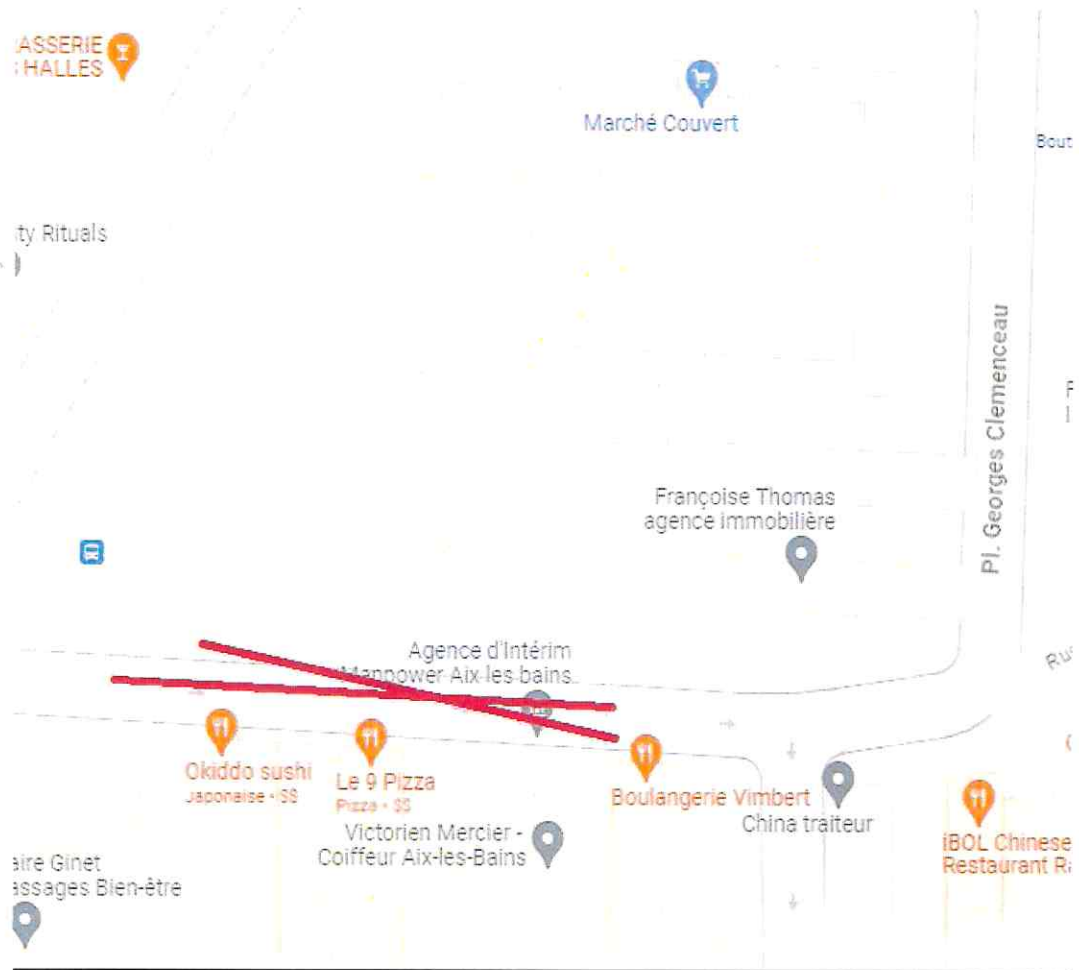 ASSERIE
HALLES
Marché Couvert
Bout
ty Rituals
Pl. Georges Clemenceau
Françoise Thomas
agence immobilière
Agence d'Intérim
Manpower Aix-les-bains
Okiddo sushi
Japonaise • $$
Le 9 Pizza
Pizza • $$
Boulangerie Vimbert
China traiteur
Victorien Mercier -
Coiffeur Aix-les-Bains
iBOL Chinese
Restaurant R
aire Ginet
assages Bien-être